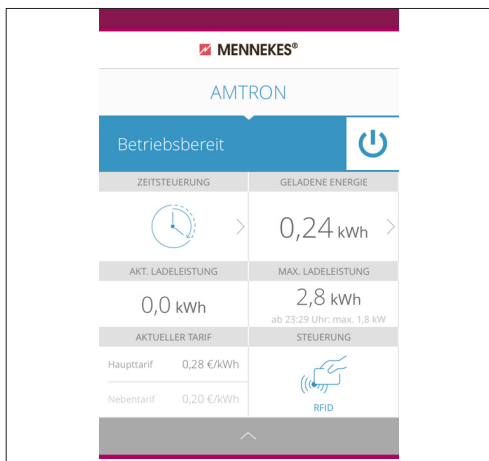 MENNEKES®
AMTRON
Betriebsbereit
ZEITSTEUERUNG
GELADENE ENERGIE
0,24 kWh
AKT. LADELEISTUNG
MAX. LADELEISTUNG
0,0 kWh
2,8 kWh
ab 23:29 Uhr: max. 1,8 kW
AKTUELLER TARIF
STEUERUNG
Haupttarif 0,28 €/kWh
Nebentarif 0,20 €/kWh
RFID